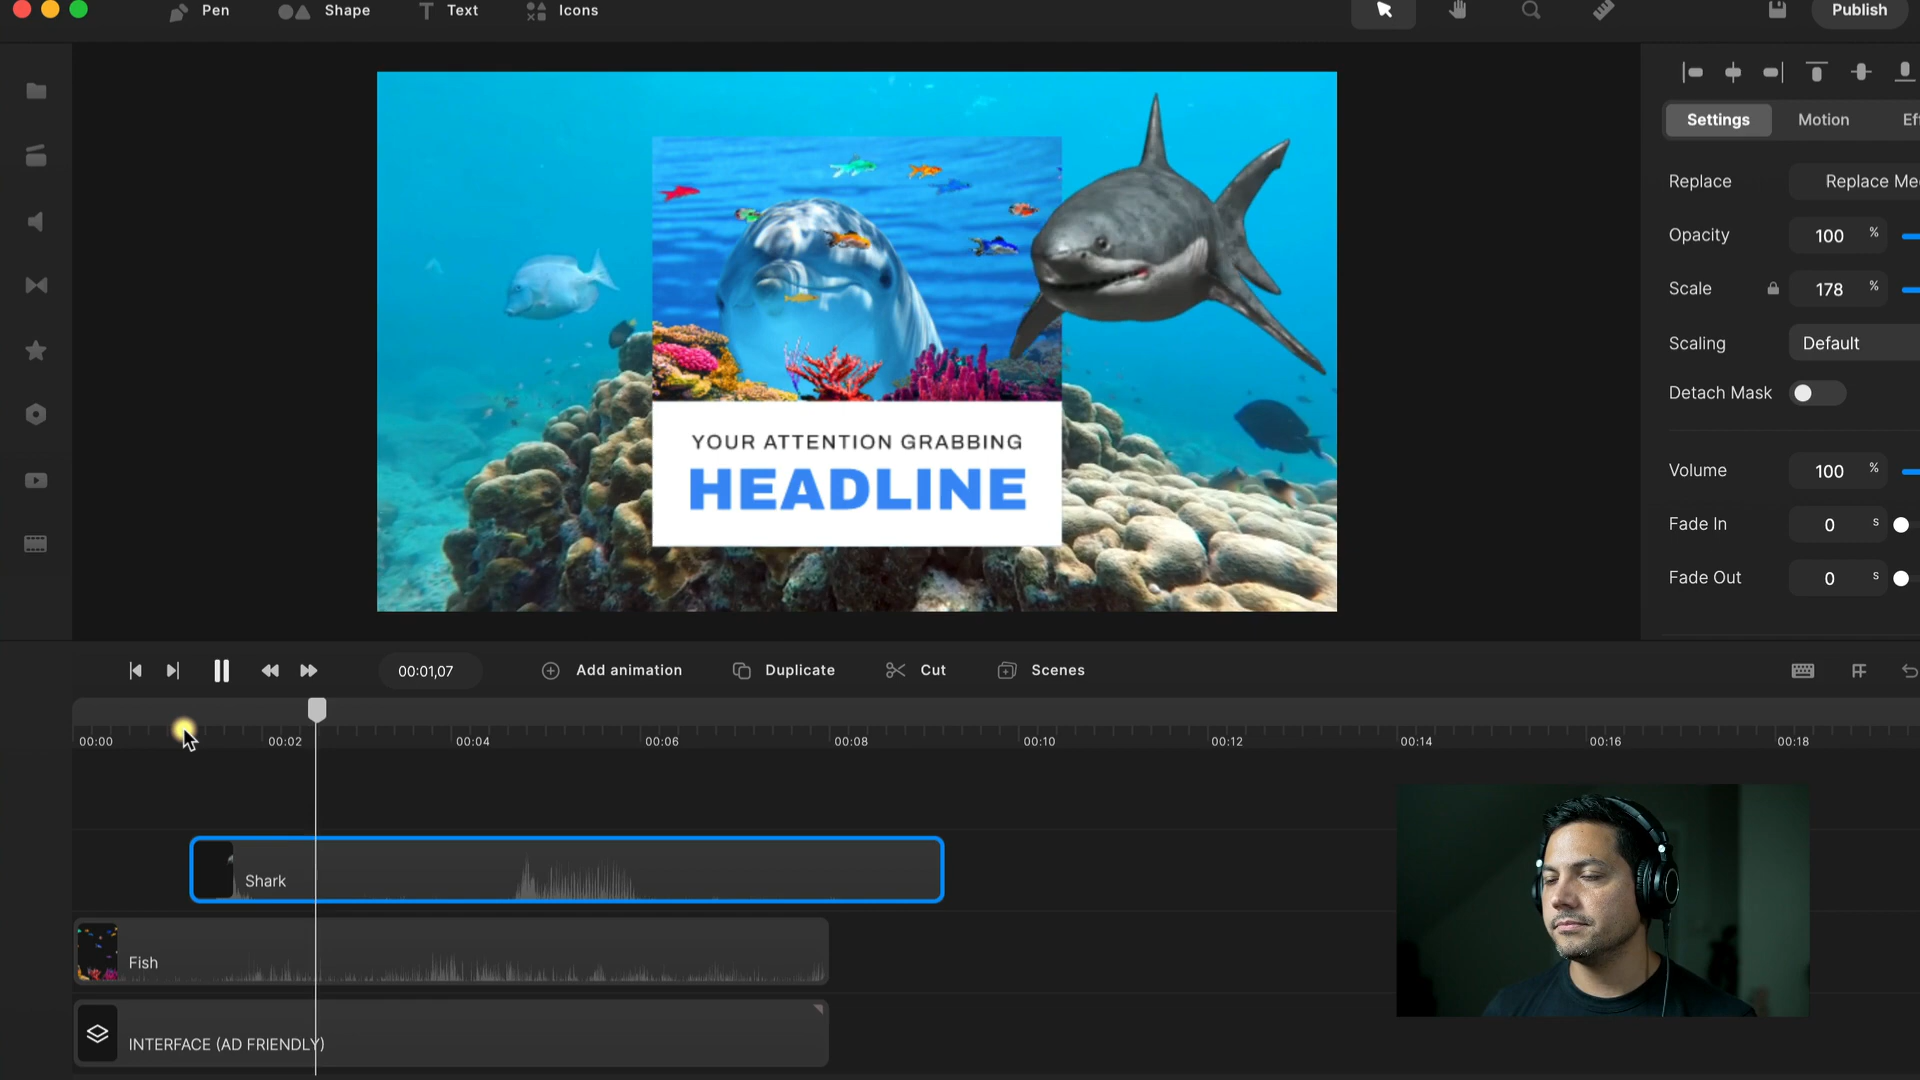 Pen
Shape
Text
Icons
Publish
Settings
Motion
Replace
Opacity
100 %
Scale
178 %
Scaling
Default
Detach Mask
Volume
100 %
Fade In
0 s
Fade Out
0 s
YOUR ATTENTION GRABBING
HEADLINE
00:01,07
Add animation
Duplicate
Cut
Scenes
00:00
00:02
00:04
00:06
00:08
00:10
00:12
00:14
00:16
00:18
Shark
Fish
INTERFACE (AD FRIENDLY)